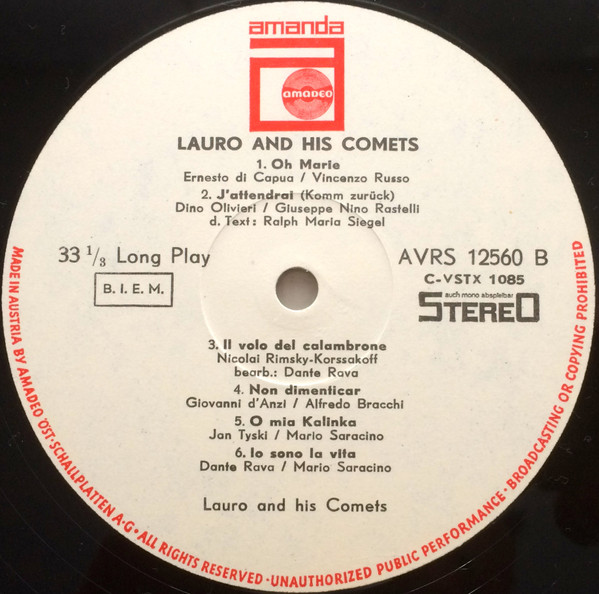 amanda
AMADEO
LAURO AND HIS COMETS
1. Oh Marie
Ernesto di Capua / Vincenzo Russo
2. J'attendrai (Komm zurück)
Dino Olivieri / Giuseppe Nino Rastelli
d. Text: Ralph Maria Siegel
33 1/3 Long Play
B. I. E. M.
AVRS 12560 B
C-VSTX 1085
auch mono abspielbar
STEREO
3. Il volo del calambrone
Nicolai Rimsky-Korssakoff
bearb.: Dante Rava
4. Non dimenticar
Giovanni d'Anzi / Alfredo Bracchi
5. O mia Kalinka
Jan Tyski / Mario Saracino
6. Io sono la vita
Dante Rava / Mario Saracino
Lauro and his Comets
MADE IN AUSTRIA BY AMADEO ÖST·SCHALLPLATTEN A·G· ALL RIGHTS RESERVED · UNAUTHORIZED PUBLIC PERFORMANCE · BROADCASTING OR COPYING PROHIBITED